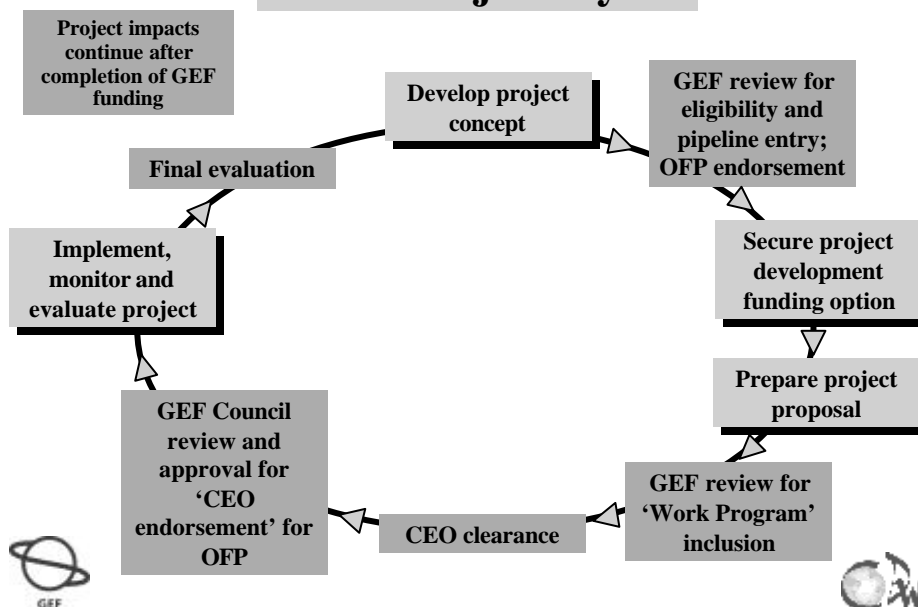 Project impacts
continue after
completion of GEF
funding
Develop project
concept
GEF review for
eligibility and
pipeline entry;
OFP endorsement
Final evaluation
Implement,
monitor and
evaluate project
Secure project
development
funding option
Prepare project
proposal
GEF Council
review and
approval for
‘CEO
endorsement’ for
OFP
CEO clearance
GEF review for
‘Work Program’
inclusion
GEF